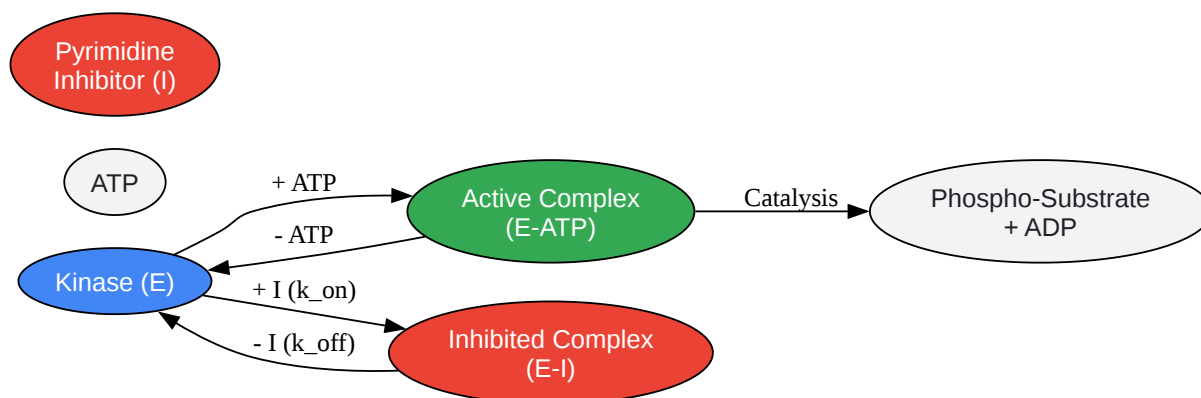 Pyrimidine
Inhibitor (I)
ATP
+ ATP
- ATP
Kinase (E)
+ I (k_on)
- I (k_off)
Active Complex
(E-ATP)
Inhibited Complex
(E-I)
Catalysis
Phospho-Substrate
+ ADP